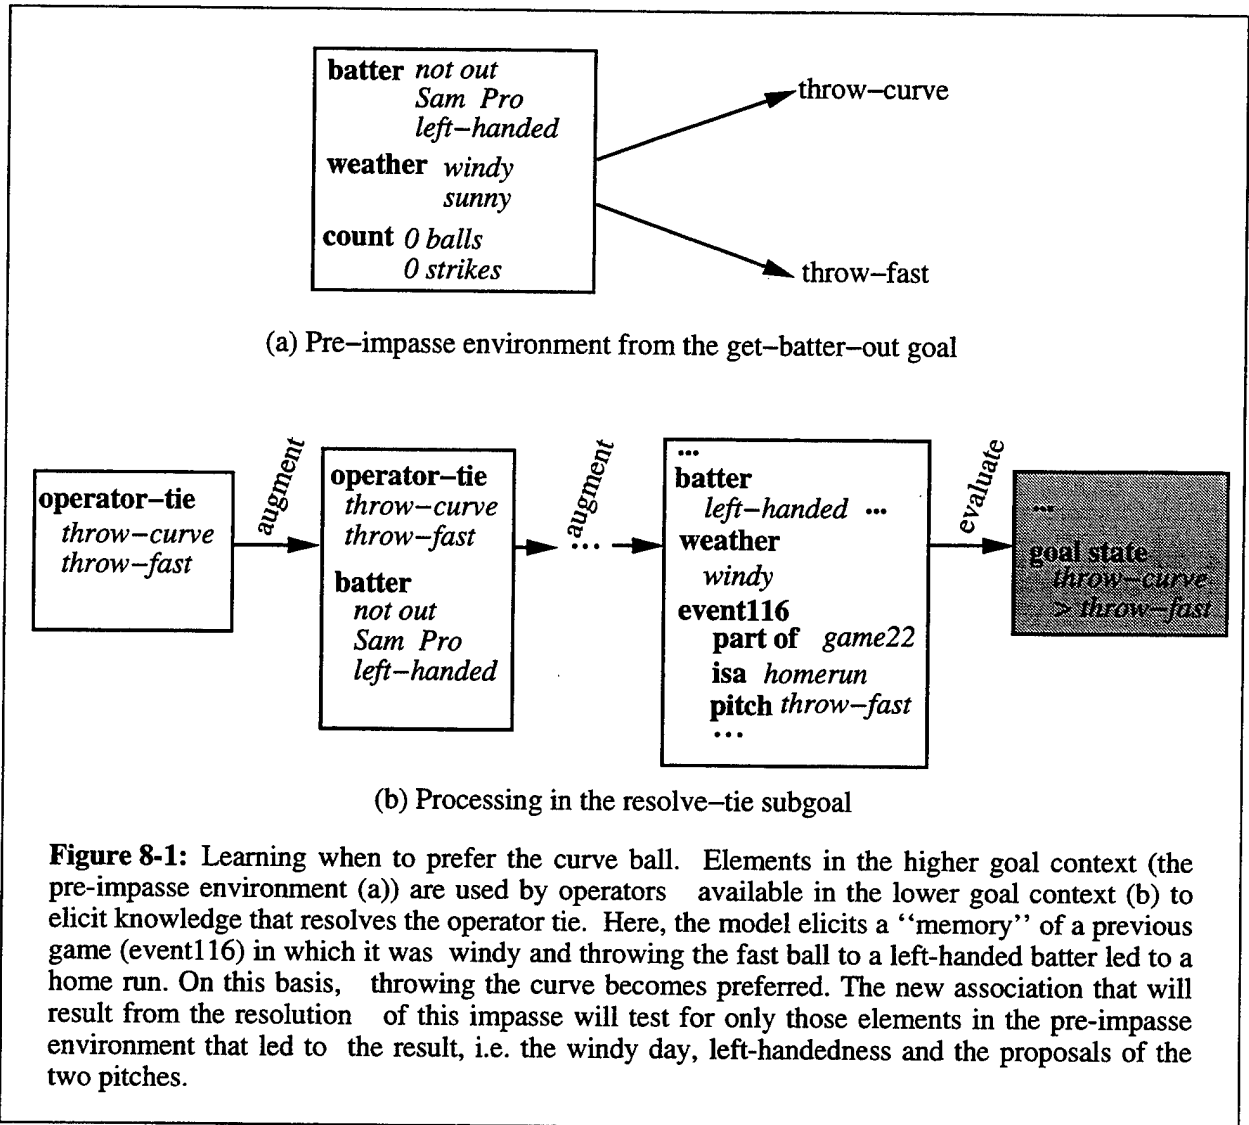 batter not out
Sam Pro
left–handed
weather windy
sunny
count 0 balls
0 strikes
throw–curve
throw–fast
(a) Pre–impasse environment from the get–batter–out goal
operator–tie
throw–curve
throw–fast
augment
operator–tie
throw–curve
throw–fast
batter
not out
Sam Pro
left–handed
augment
...
...
batter
left–handed ...
weather
windy
event116
part of game22
isa homerun
pitch throw–fast
...
evaluate
...
goal state
throw–curve
> throw–fast
(b) Processing in the resolve–tie subgoal
Figure 8-1: Learning when to prefer the curve ball. Elements in the higher goal context (the
pre-impasse environment (a)) are used by operators available in the lower goal context (b) to
elicit knowledge that resolves the operator tie. Here, the model elicits a ‘‘memory’’ of a previous
game (event116) in which it was windy and throwing the fast ball to a left-handed batter led to a
home run. On this basis, throwing the curve becomes preferred. The new association that will
result from the resolution of this impasse will test for only those elements in the pre-impasse
environment that led to the result, i.e. the windy day, left-handedness and the proposals of the
two pitches.